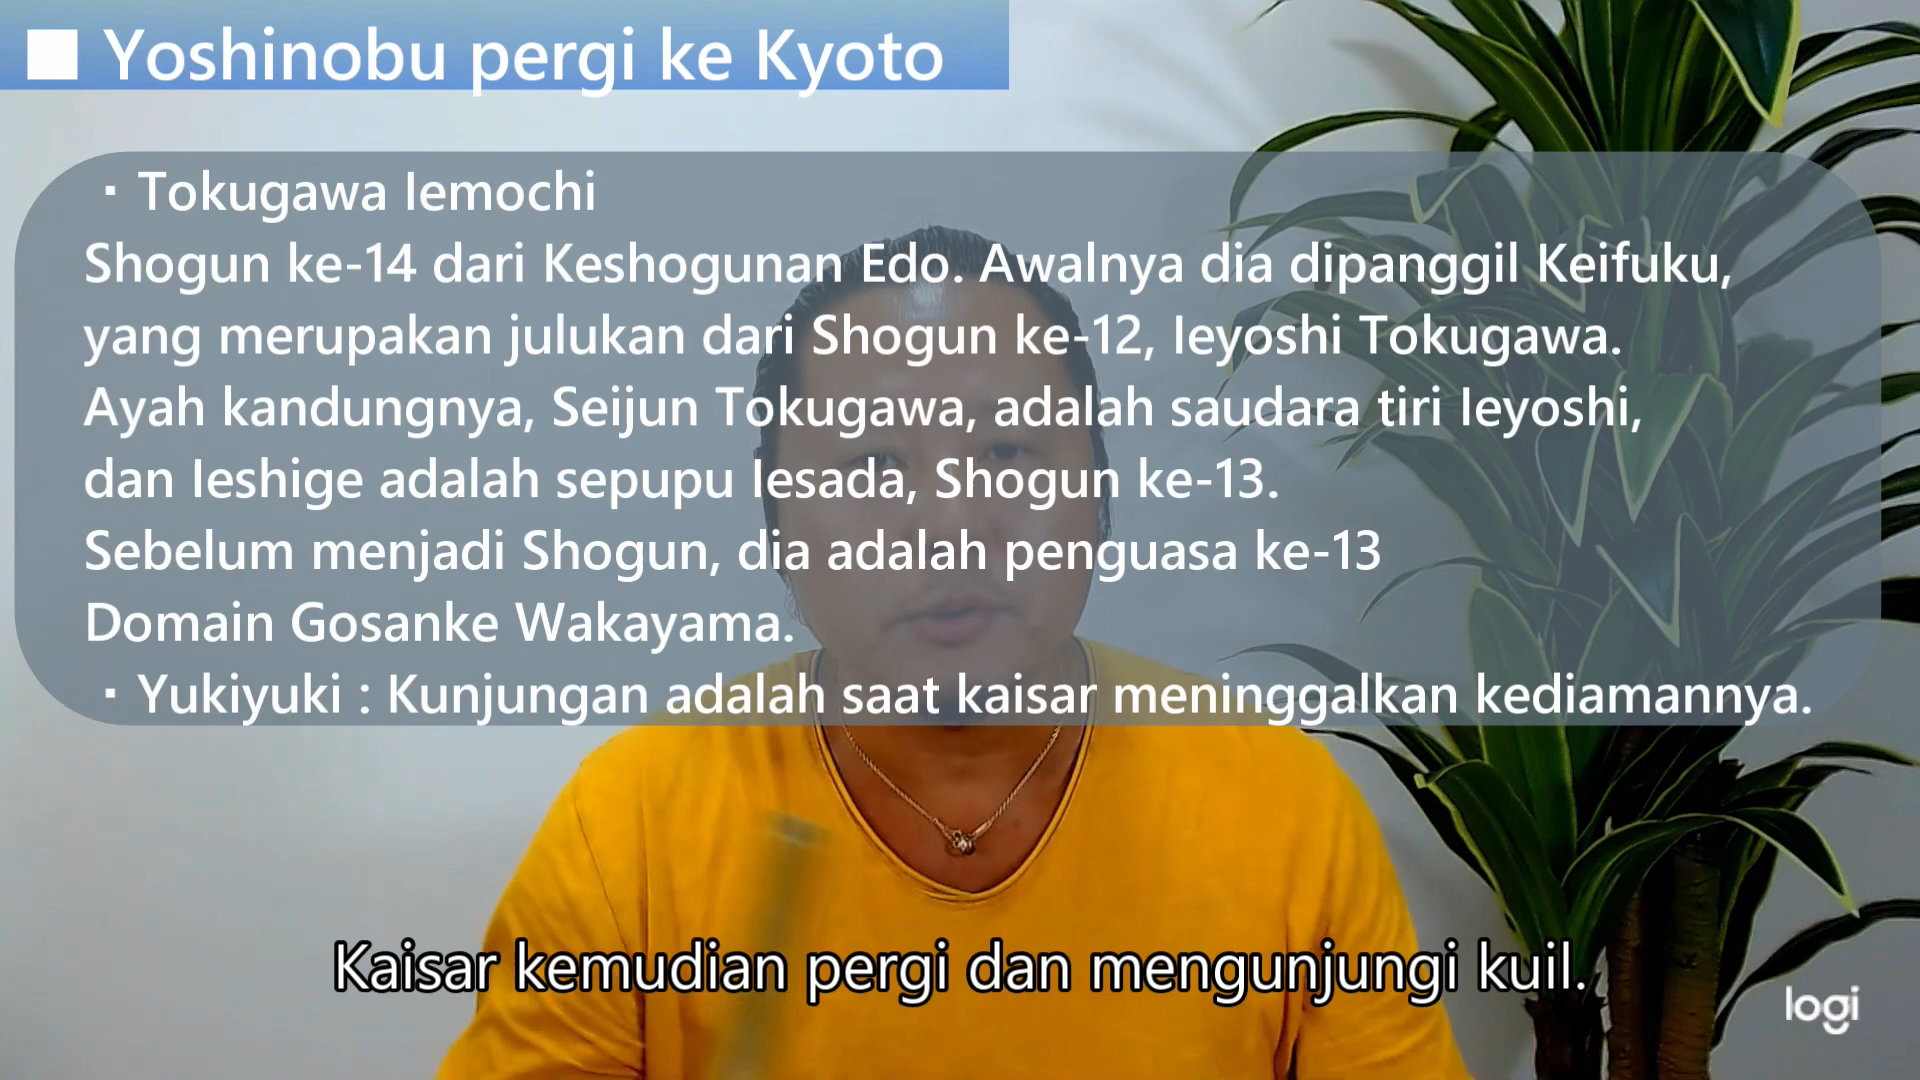 ■ Yoshinobu pergi ke Kyoto
・Tokugawa Iemochi
Shogun ke-14 dari Keshogunan Edo. Awalnya dia dipanggil Keifuku,
yang merupakan julukan dari Shogun ke-12, Ieyoshi Tokugawa.
Ayah kandungnya, Seijun Tokugawa, adalah saudara tiri Ieyoshi,
dan Ieshige adalah sepupu Iesada, Shogun ke-13.
Sebelum menjadi Shogun, dia adalah penguasa ke-13
Domain Gosanke Wakayama.
・Yukiyuki : Kunjungan adalah saat kaisar meninggalkan kediamannya.
Kaisar kemudian pergi dan mengunjungi kuil.
logi